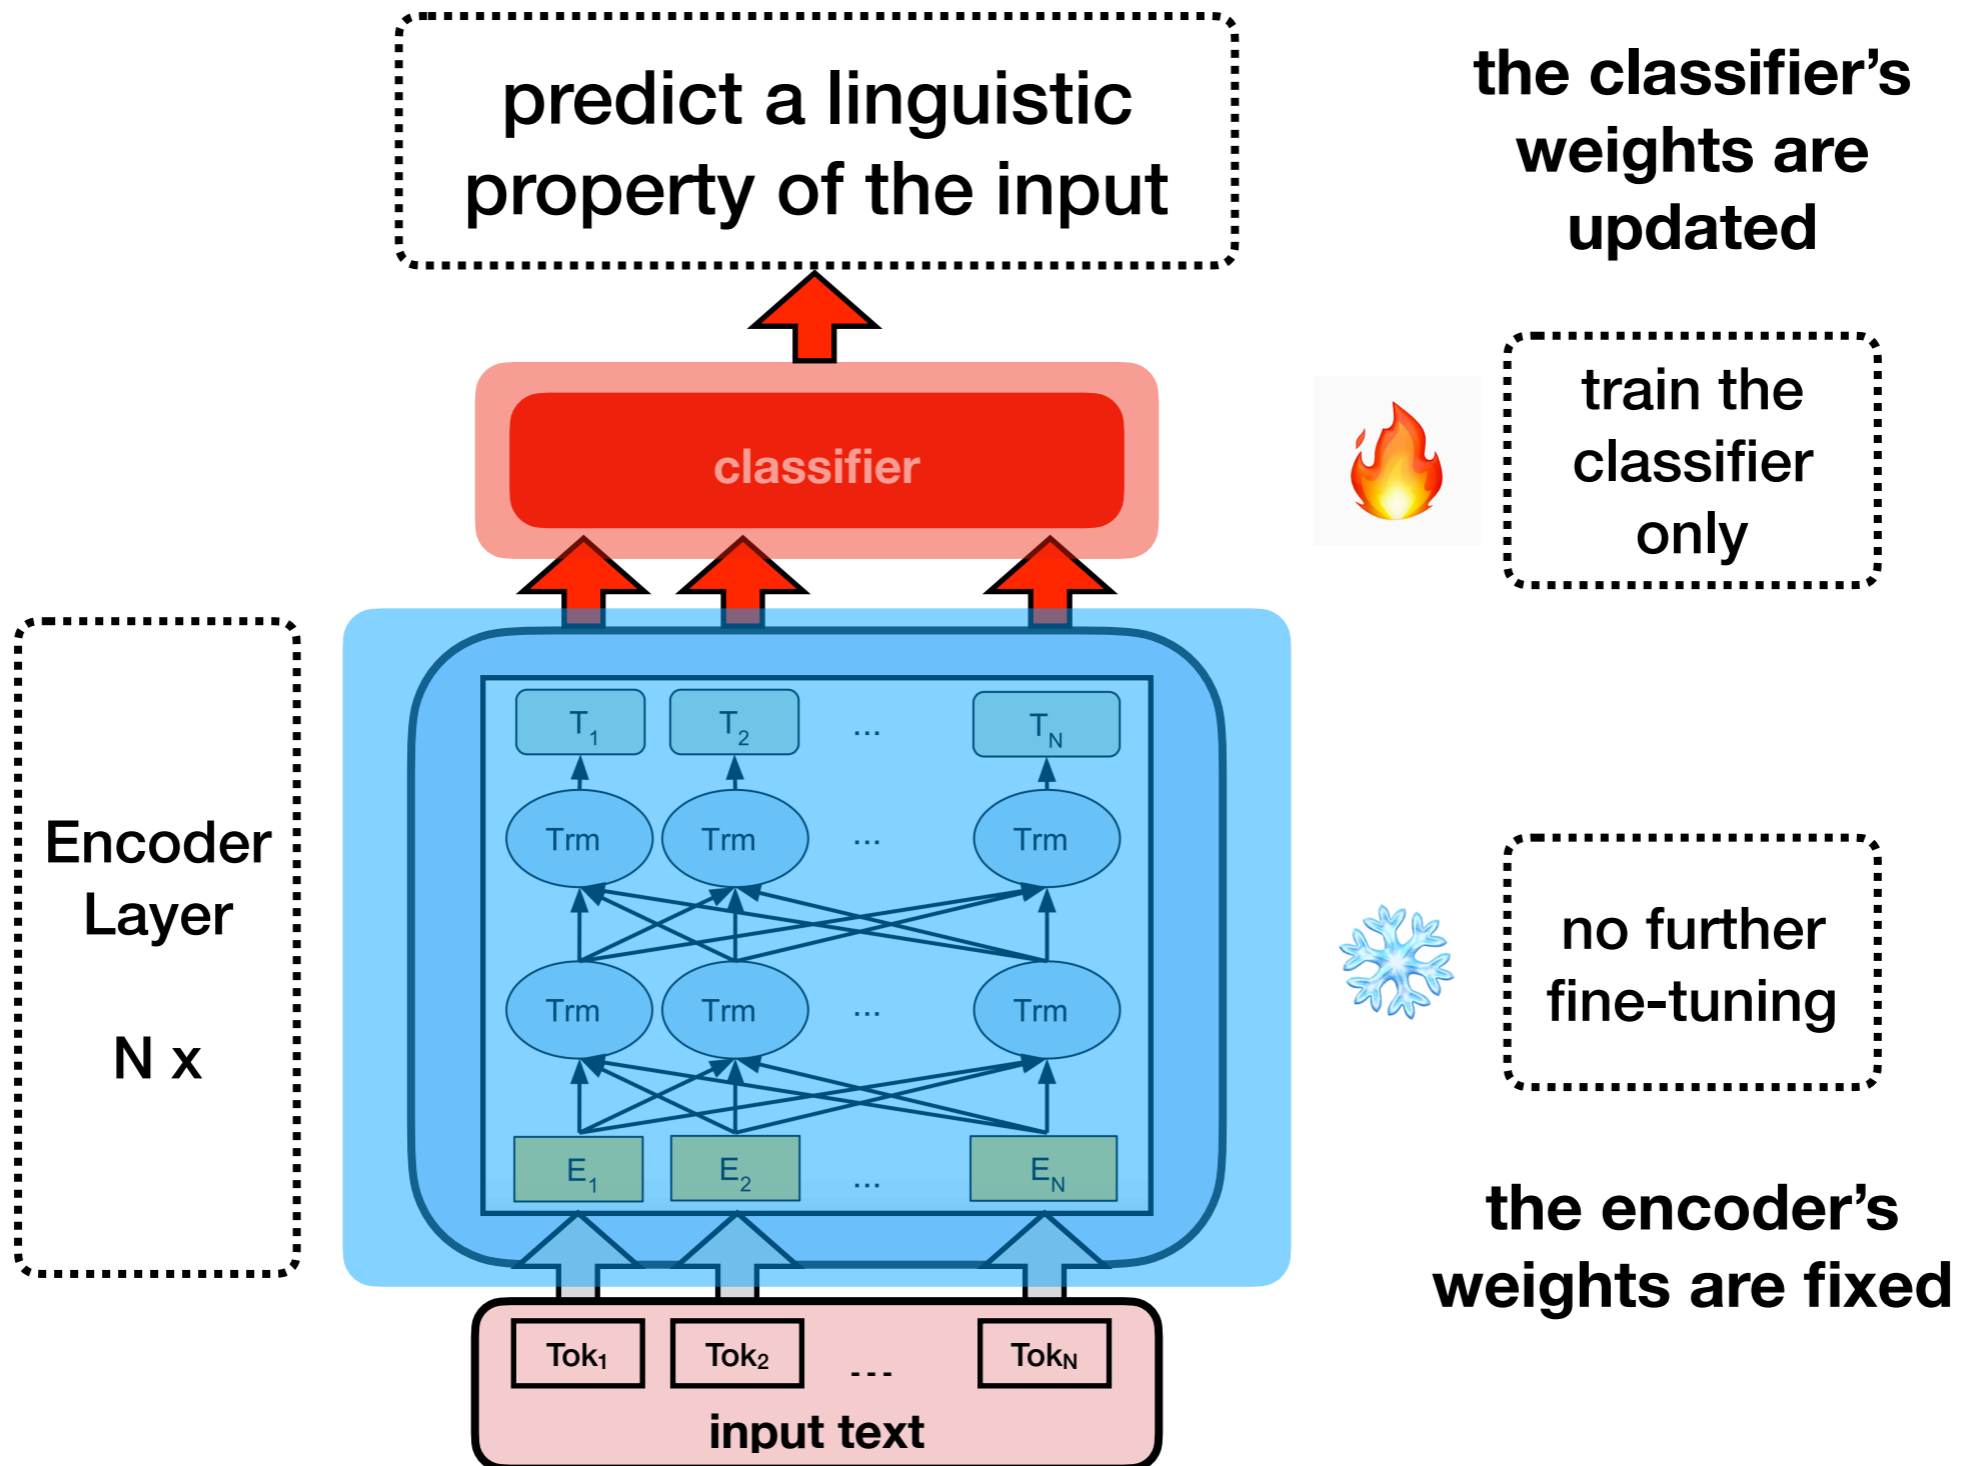 predict a linguistic
property of the input
the classifier’s
weights are
updated
classifier
train the
classifier
only
Encoder
Layer
N x
T1 T2 ... TN
Trm Trm ... Trm
Trm Trm ... Trm
E1 E2 ... EN
no further
fine-tuning
the encoder’s
weights are fixed
Tok1 Tok2 --- TokN
input text